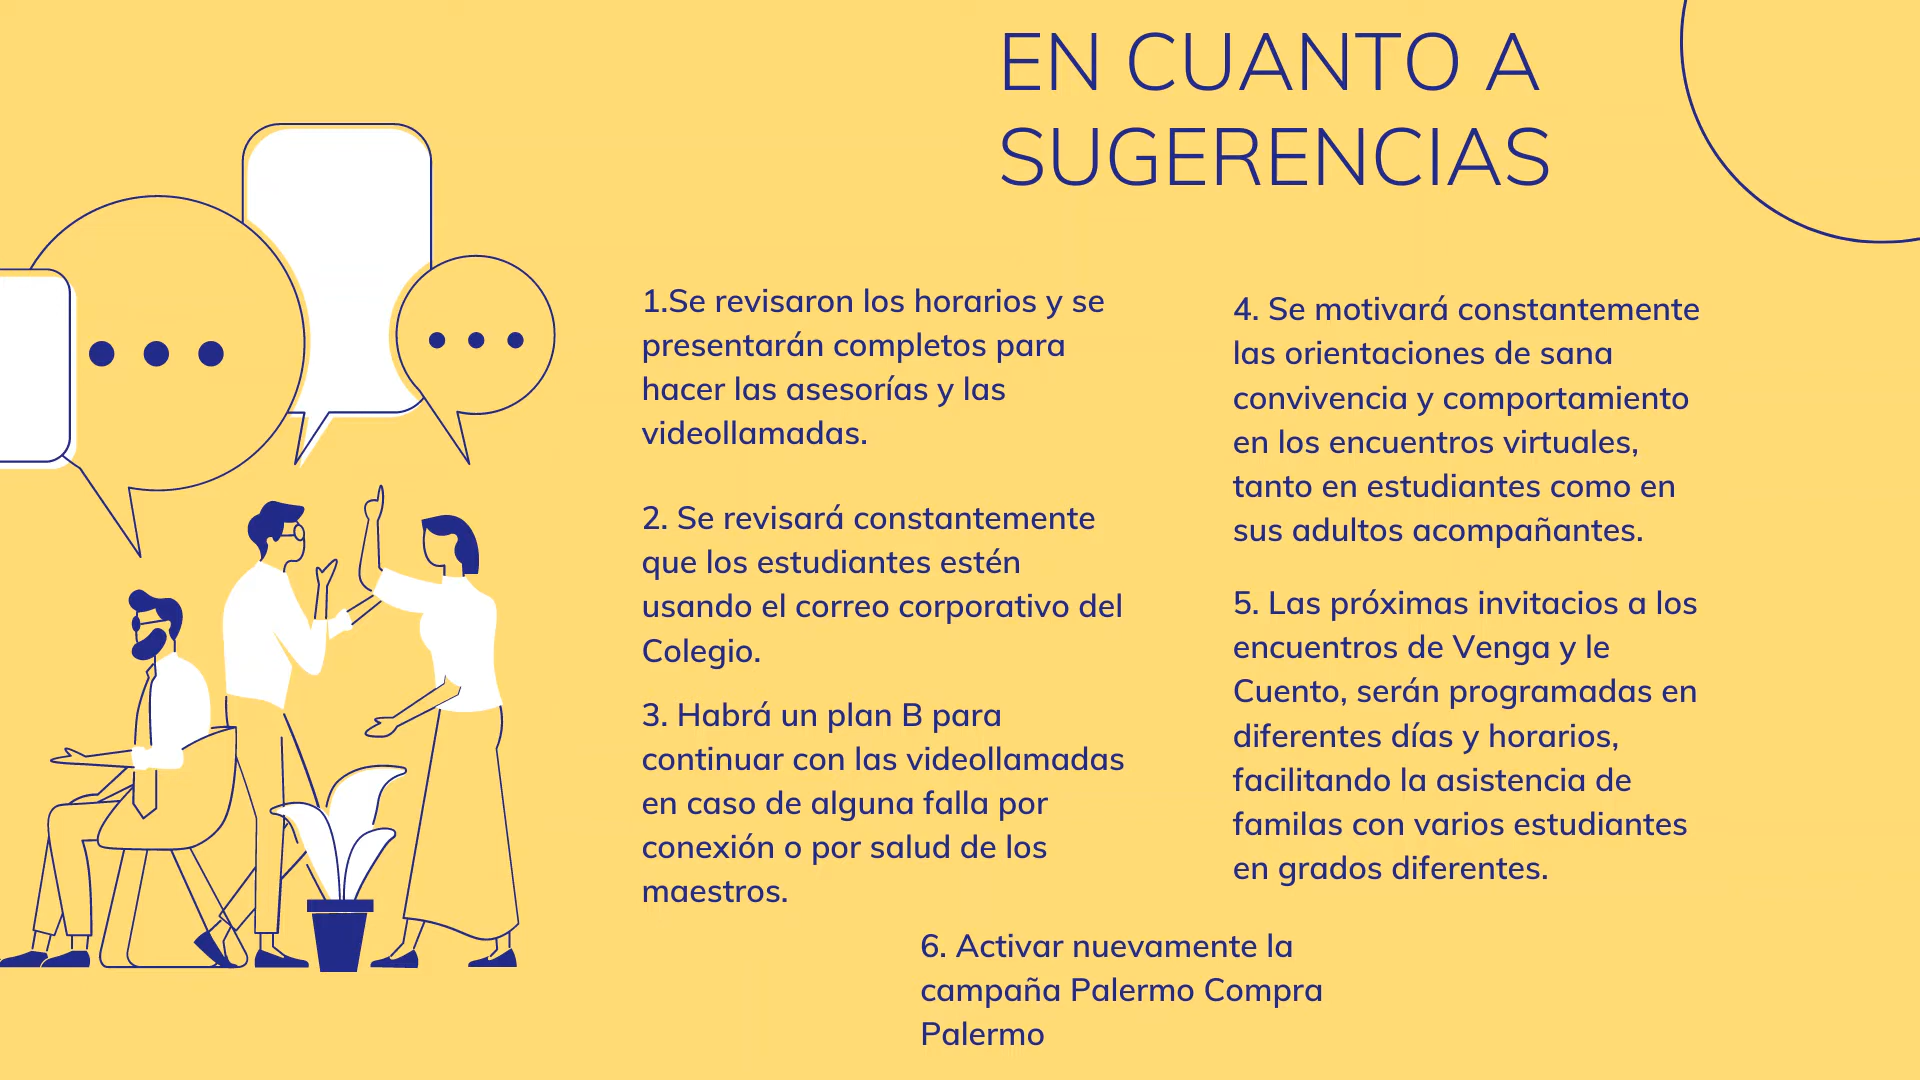 EN CUANTO A
SUGERENCIAS
1.Se revisaron los horarios y se
presentarán completos para
hacer las asesorías y las
videollamadas.
2. Se revisará constantemente
que los estudiantes estén
usando el correo corporativo del
Colegio.
3. Habrá un plan B para
continuar con las videollamadas
en caso de alguna falla por
conexión o por salud de los
maestros.
4. Se motivará constantemente
las orientaciones de sana
convivencia y comportamiento
en los encuentros virtuales,
tanto en estudiantes como en
sus adultos acompañantes.
5. Las próximas invitacios a los
encuentros de Venga y le
Cuento, serán programadas en
diferentes días y horarios,
facilitando la asistencia de
familas con varios estudiantes
en grados diferentes.
6. Activar nuevamente la
campaña Palermo Compra
Palermo